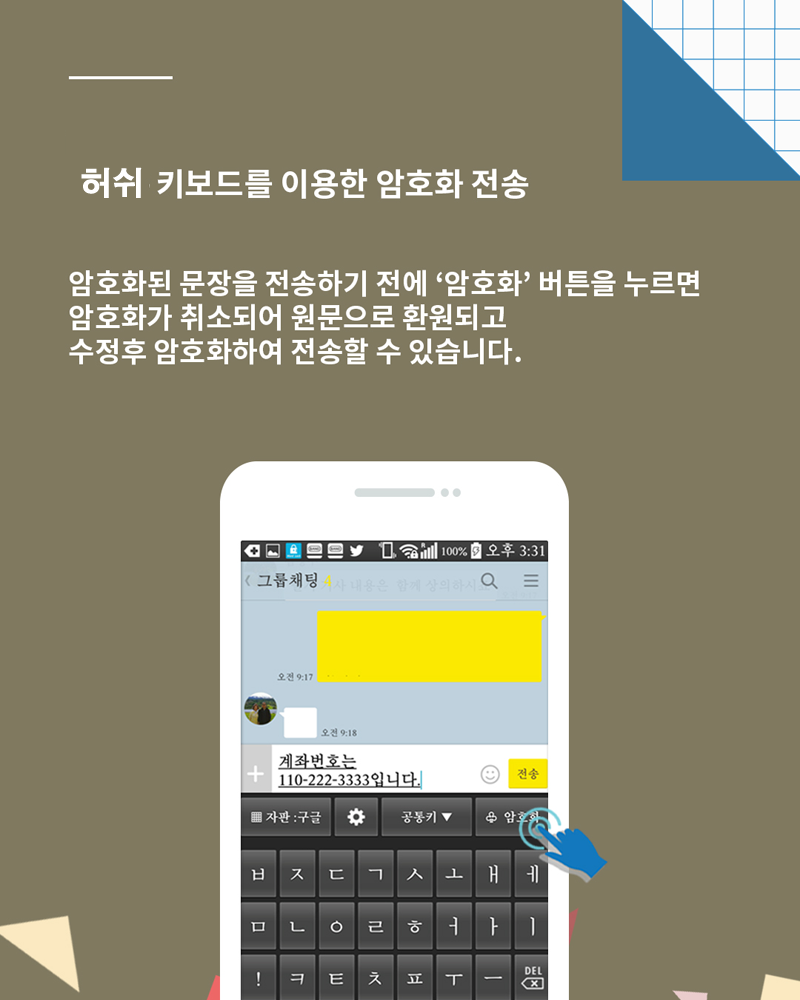 허쉬 키보드를 이용한 암호화 전송
암호화된 문장을 전송하기 전에 ‘암호화’ 버튼을 누르면
암호화가 취소되어 원문으로 환원되고
수정후 암호화하여 전송할 수 있습니다.
100% 오후 3:31
그룹채팅 4
내용은 함께 상의하시
오전 9:17
오전 9:18
계좌번호는
110-222-3333입니다.
전송
자판 :구글 공통키 ▼ 암호화
ㅂ ㅈ ㄷ ㄱ ㅅ ㅗ ㅐ ㅔ
ㅁ ㄴ ㅇ ㄹ ㅎ ㅓ ㅏ ㅣ
! ㅋ ㅌ ㅊ ㅍ ㅜ ㅡ DEL